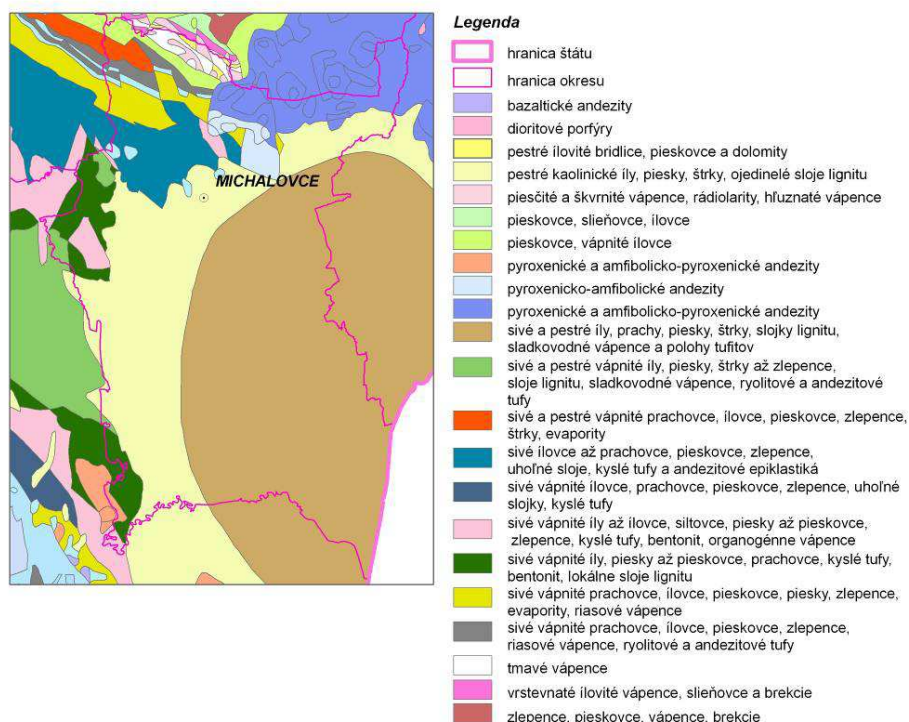 MICHALOVCE
Legenda
hranica štátu
hranica okresu
bazaltické andezity
dioritové porfýry
pestré ílovité bridlice, pieskovce a dolomity
pestré kaolinické íly, piesky, štrky, ojedinelé sloje lignitu
piesčité a škvrnité vápence, rádiolarity, hľuznaté vápence
pieskovce, slieňovce, ílovce
pieskovce, vápnité ílovce
pyroxenické a amfibolicko-pyroxenické andezity
pyroxenicko-amfibolické andezity
pyroxenické a amfibolicko-pyroxenické andezity
sivé a pestré íly, prachy, piesky, štrky, slojky lignitu,
sladkovodné vápence a polohy tufitov
sivé a pestré vápnité íly, piesky, štrky až zlepence,
sloje lignitu, sladkovodné vápence, ryolitové a andezitové
tufy
sivé a pestré vápnité prachovce, ílovce, pieskovce, zlepence,
štrky, evapority
sivé ílovce až prachovce, pieskovce, zlepence,
uhoľné sloje, kyslé tufy a andezitové epiklastiká
sivé vápnité ílovce, prachovce, pieskovce, zlepence, uhoľné
slojky, kyslé tufy
sivé vápnité íly až ílovce, siltovce, piesky až pieskovce,
zlepence, kyslé tufy, bentonit, organogénne vápence
sivé vápnité íly, piesky až pieskovce, prachovce, kyslé tufy,
bentonit, lokálne sloje lignitu
sivé vápnité prachovce, ílovce, pieskovce, piesky, zlepence,
evapority, riasové vápence
sivé vápnité prachovce, ílovce, pieskovce, zlepence,
riasové vápence, ryolitové a andezitové tufy
tmavé vápence
vrstevnaté ílovité vápence, slieňovce a brekcie
zlepence, pieskovce, vápence, brekcie